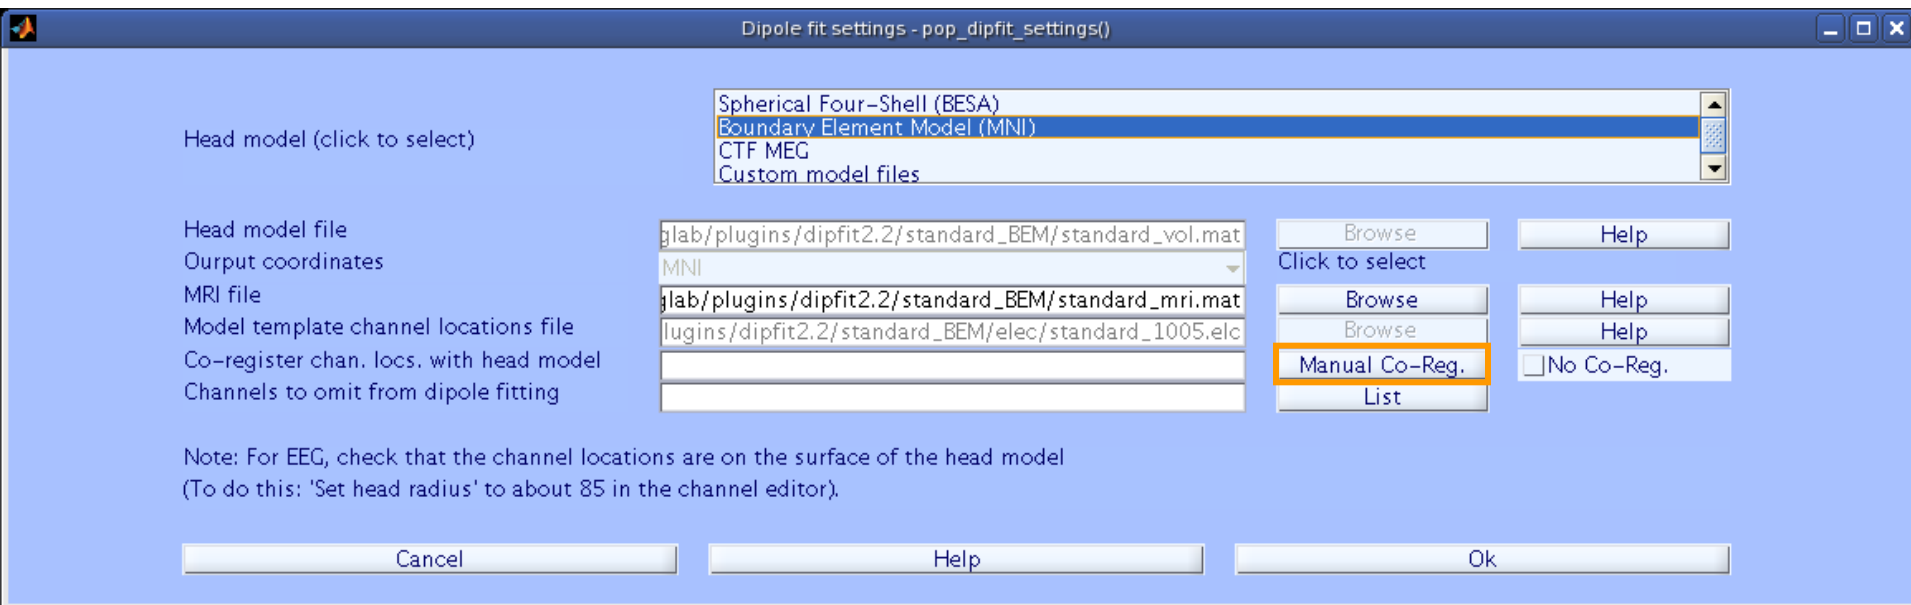 Dipole fit settings - pop_dipfit_settings()
Head model (click to select)
Spherical Four-Shell (BESA)
Boundary Element Model (MNI)
CTF MEG
Custom model files
Head model file
glab/plugins/dipfit2.2/standard_BEM/standard_vol.mat
Browse
Help
Ourput coordinates
MNI
Click to select
MRI file
glab/plugins/dipfit2.2/standard_BEM/standard_mri.mat
Browse
Help
Model template channel locations file
lugins/dipfit2.2/standard_BEM/elec/standard_1005.elc
Browse
Help
Co-register chan. locs. with head model
Manual Co-Reg.
No Co-Reg.
Channels to omit from dipole fitting
List
Note: For EEG, check that the channel locations are on the surface of the head model
(To do this: 'Set head radius' to about 85 in the channel editor).
Cancel
Help
Ok